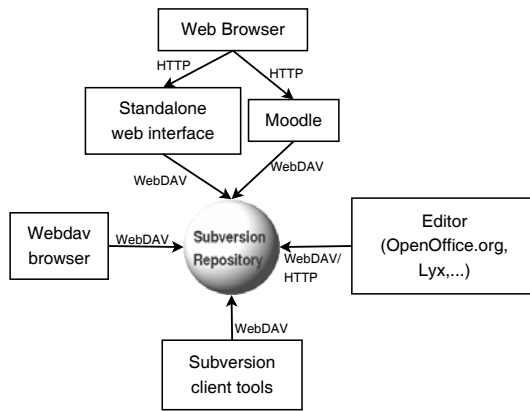 Web Browser
HTTP
HTTP
Standalone
web interface
Moodle
WebDAV
WebDAV
Webdav
browser
WebDAV
Subversion
Repository
WebDAV/
HTTP
Editor
(OpenOffice.org,
Lyx,...)
WebDAV
Subversion
client tools